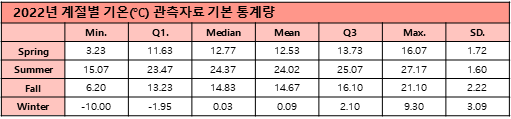 2022년 계절별 기온(℃) 관측자료 기본 통계량
Min. Q1. Median Mean Q3 Max. SD.
Spring 3.23 11.63 12.77 12.53 13.73 16.07 1.72
Summer 15.07 23.47 24.37 24.02 25.07 27.17 1.60
Fall 6.20 13.23 14.83 14.67 16.10 21.10 2.22
Winter -10.00 -1.95 0.03 0.09 2.10 9.30 3.09